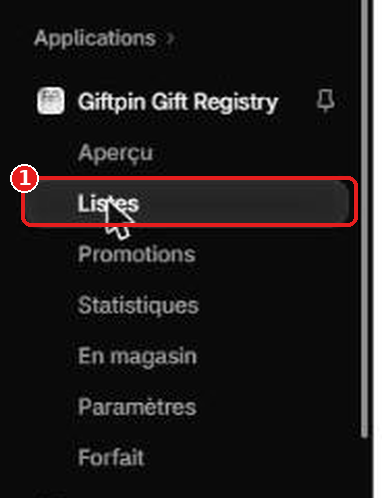 Applications
Giftpin Gift Registry
Aperçu
1
Listes
Promotions
Statistiques
En magasin
Paramètres
Forfait